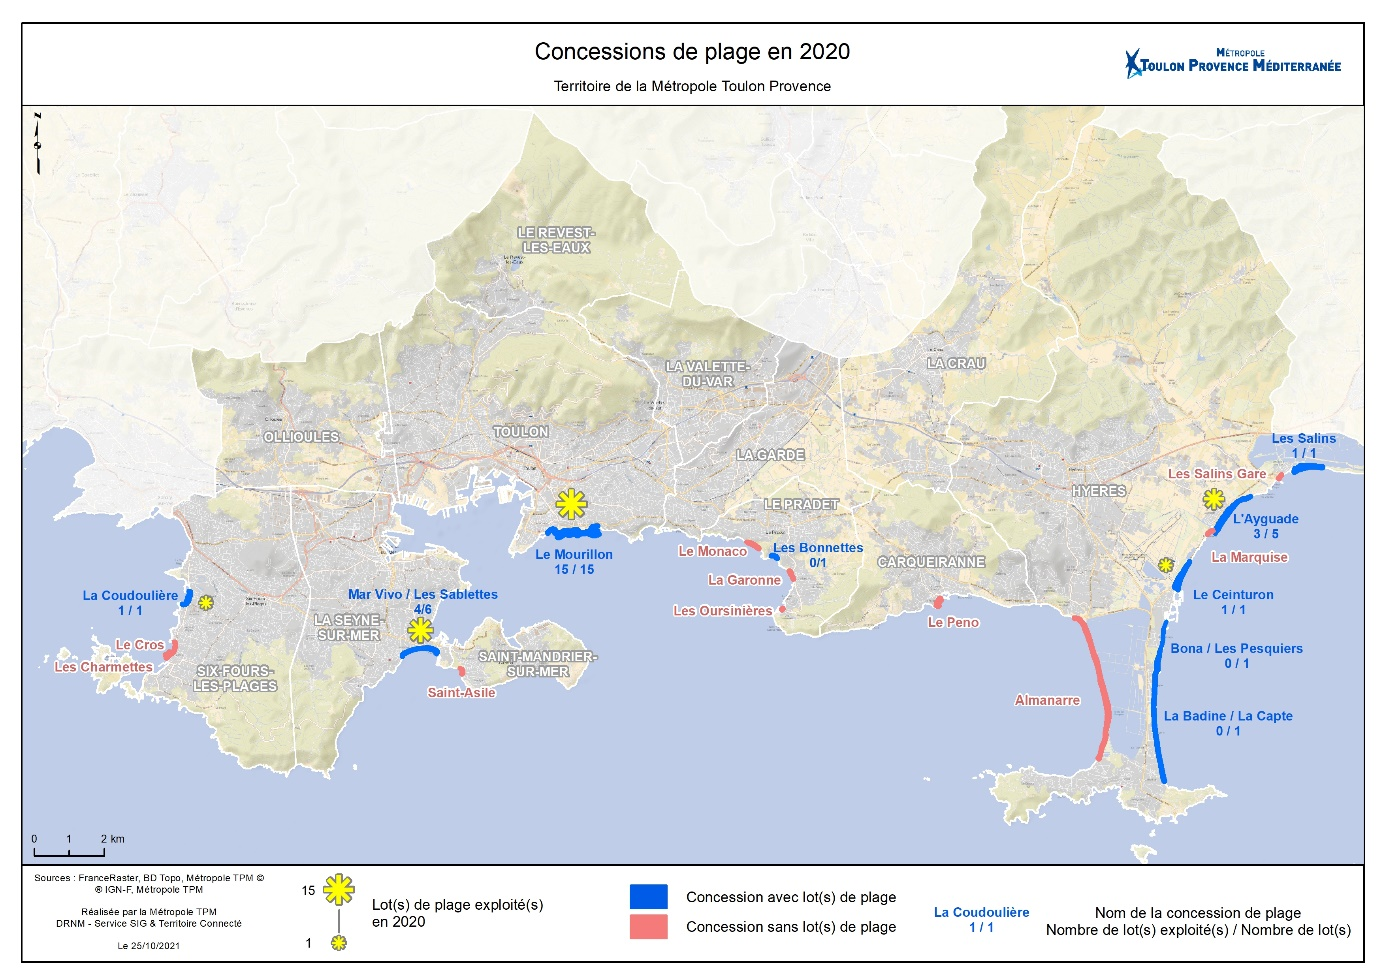 Concessions de plage en 2020
Territoire de la Métropole Toulon Provence
MÉTROPOLE
TOULON PROVENCE MÉDITERRANÉE
N
LE REVEST-
LES-EAUX
LA VALETTE-
DU-VAR
LA CRAU
OLLIOULES
TOULON
LA GARDE
Les Salins
1 / 1
Les Salins Gare
HYERES
LE PRADET
L'Ayguade
3 / 5
Le Mourillon
15 / 15
Le Monaco
Les Bonnettes
0/1
La Marquise
CARQUEIRANNE
La Garonne
La Coudoulière
1 / 1
Mar Vivo / Les Sablettes
4/6
Le Ceinturon
1 / 1
Les Oursinières
Le Peno
LA SEYNE-
SUR-MER
Le Cros
Les Charmettes
SIX-FOURS-
LES-PLAGES
SAINT-MANDRIER-
SUR-MER
Saint-Asile
Bona / Les Pesquiers
0 / 1
Almanarre
La Badine / La Capte
0 / 1
0 1 2 km
Sources : FranceRaster, BD Topo, Métropole TPM ©
® IGN-F, Métropole TPM
Réalisée par la Métropole TPM
DRNM - Service SIG & Territoire Connecté
Le 25/10/2021
15
1
Lot(s) de plage exploité(s)
en 2020
Concession avec lot(s) de plage
Concession sans lot(s) de plage
La Coudoulière
1 / 1
Nom de la concession de plage
Nombre de lot(s) exploité(s) / Nombre de lot(s)